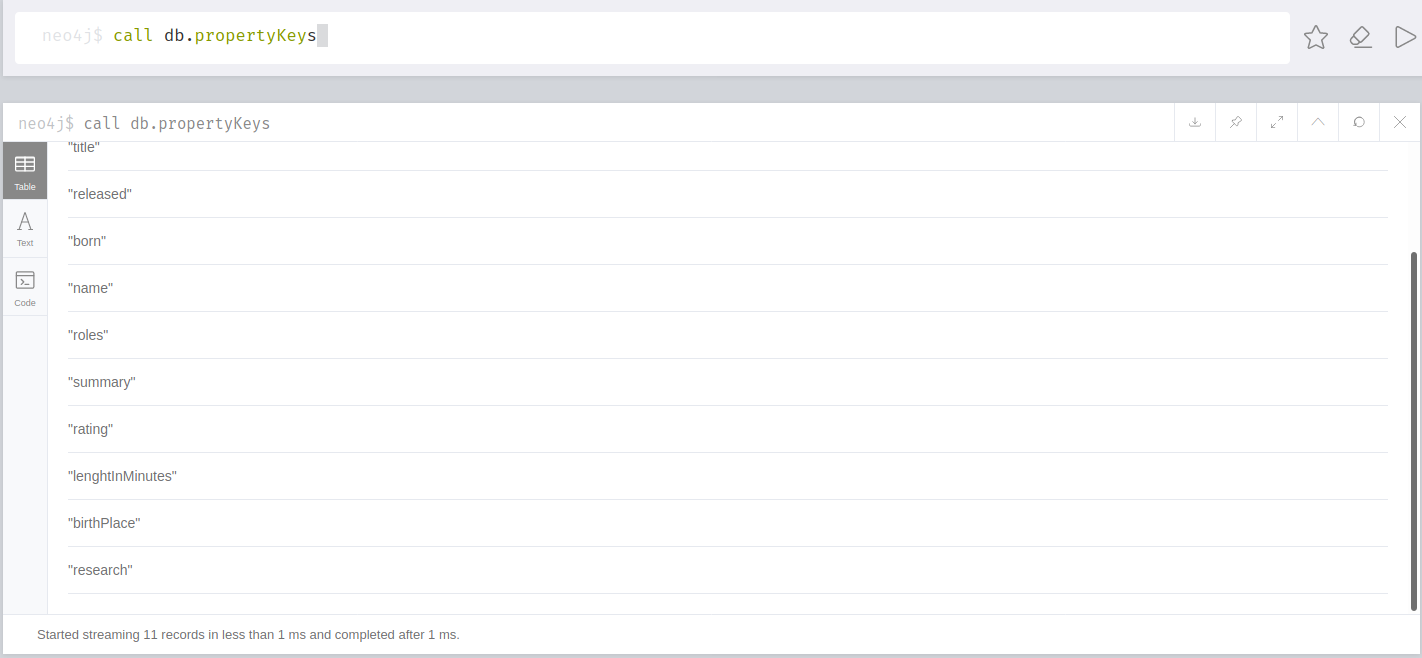 neo4j$ call db.propertyKeys
neo4j$ call db.propertyKeys
"title"
"released"
"born"
"name"
"roles"
"summary"
"rating"
"lenghtInMinutes"
"birthPlace"
"research"
Table
Text
Code
Started streaming 11 records in less than 1 ms and completed after 1 ms.